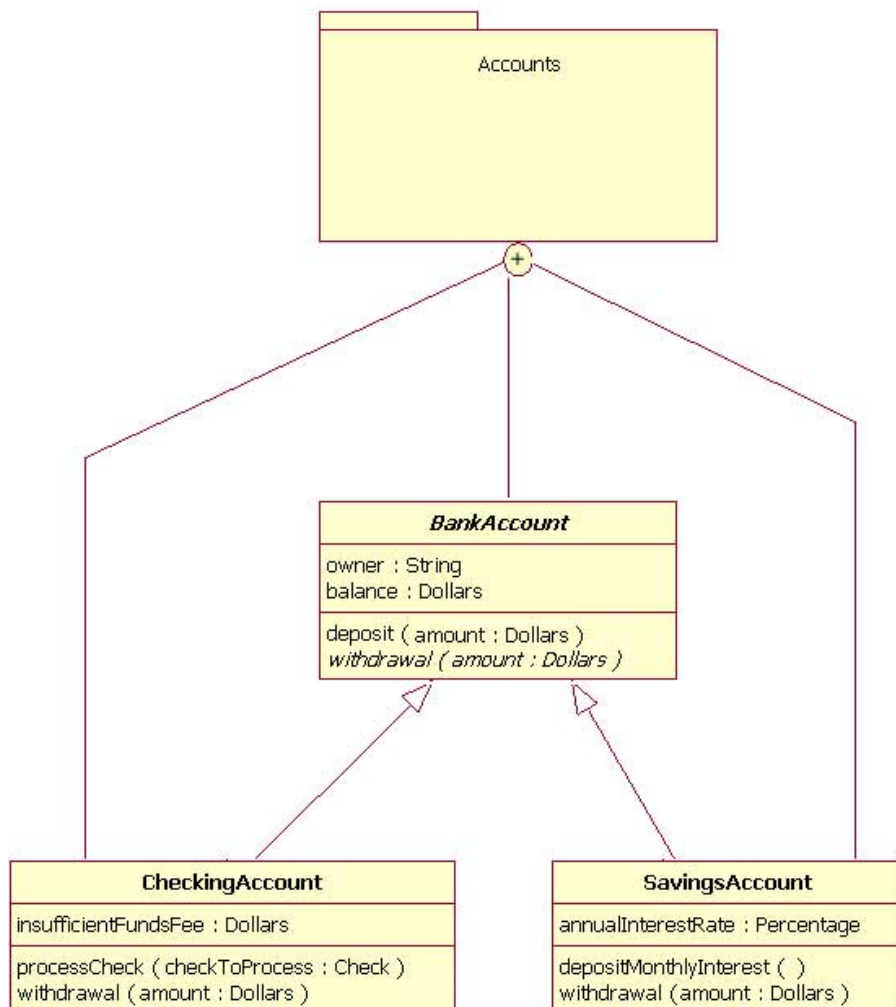 Accounts
+
BankAccount
owner : String
balance : Dollars
deposit ( amount : Dollars )
withdrawal ( amount : Dollars )
CheckingAccount
insufficientFundsFee : Dollars
processCheck ( checkToProcess : Check )
withdrawal ( amount : Dollars )
SavingsAccount
annualInterestRate : Percentage
depositMonthlyInterest ( )
withdrawal ( amount : Dollars )